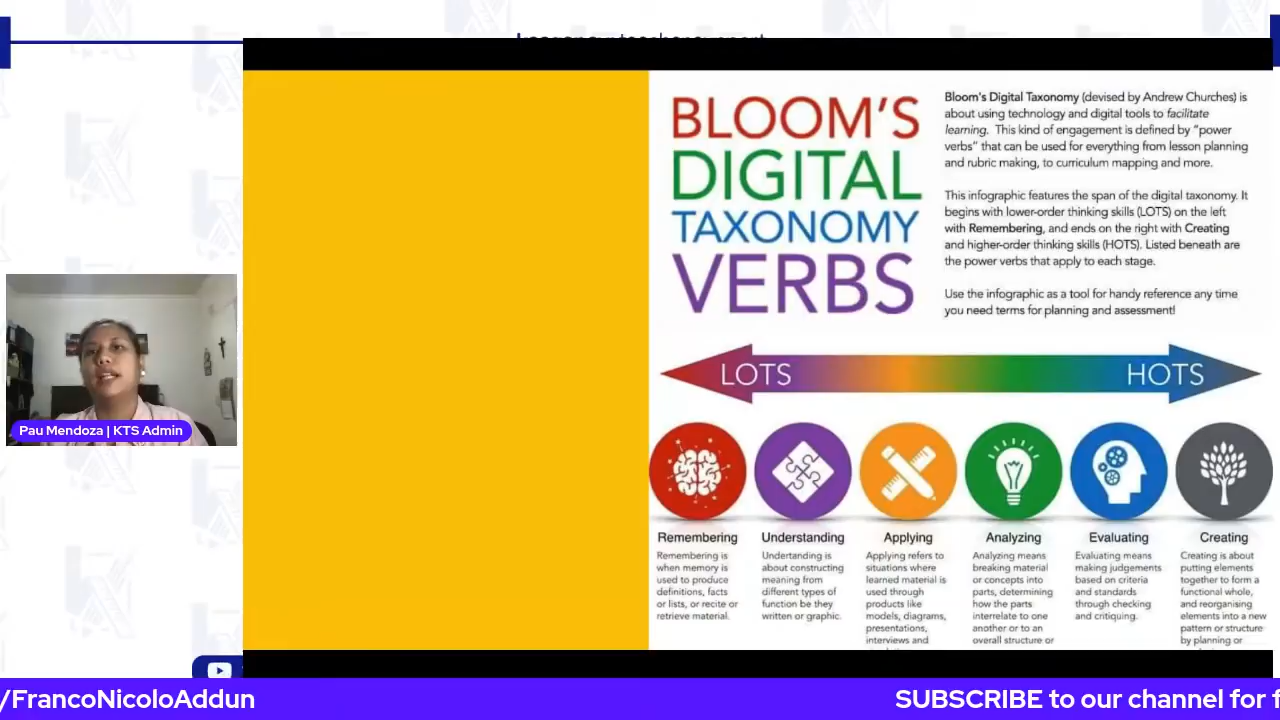 BLOOM'S
DIGITAL
TAXONOMY
VERBS
Bloom's Digital Taxonomy (devised by Andrew Churches) is
about using technology and digital tools to facilitate
learning. This kind of engagement is defined by "power
verbs" that can be used for everything from lesson planning
and rubric making, to curriculum mapping and more.
This infographic features the span of the digital taxonomy. It
begins with lower-order thinking skills (LOTS) on the left
with Remembering, and ends on the right with Creating
and higher-order thinking skills (HOTS). Listed beneath are
the power verbs that apply to each stage.
Use the infographic as a tool for handy reference any time
you need terms for planning and assessment!
LOTS
HOTS
Remembering
Remembering is
when memory is
used to produce
definitions, facts
or lists, or recite or
retrieve material.
Understanding
Undertanding is
about constructing
meaning from
different types of
function be they
written or graphic.
Applying
Applying refers to
situations where
learned material is
used through
products like
models, diagrams,
presentations,
interviews and
Analyzing
Analyzing means
breaking material
or concepts into
parts, determining
how the parts
interrelate to one
another or to an
overall structure or
Evaluating
Evaluating means
making judgements
based on criteria
and standards
through checking
and critiquing.
Creating
Creating is about
putting elements
together to form a
functional whole,
and reorganising
elements into a new
pattern or structure
by planning or
Pau Mendoza | KTS Admin
/FrancoNicoloAddun
SUBSCRIBE to our channel for f